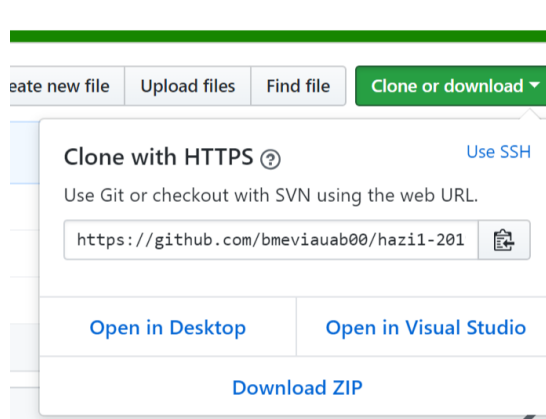 eate new file Upload files Find file Clone or download
Clone with HTTPS ?
Use SSH
Use Git or checkout with SVN using the web URL.
https://github.com/bmeviauab00/hazi1-201
Open in Desktop Open in Visual Studio
Download ZIP